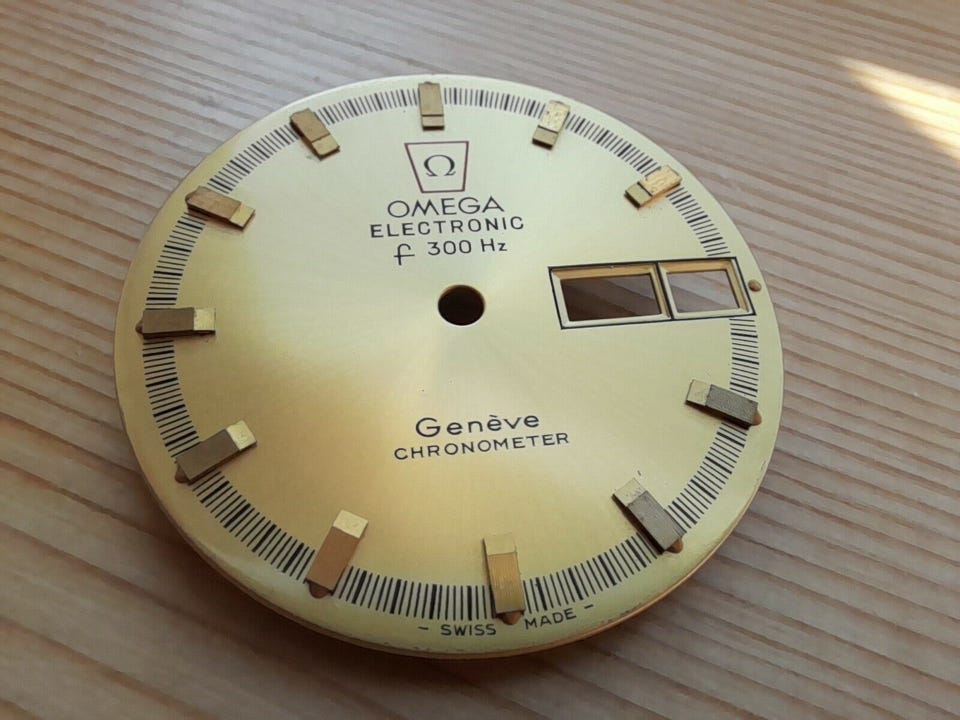 Ω
OMEGA
ELECTRONIC
f 300 Hz
Genève
CHRONOMETER
- SWISS MADE -